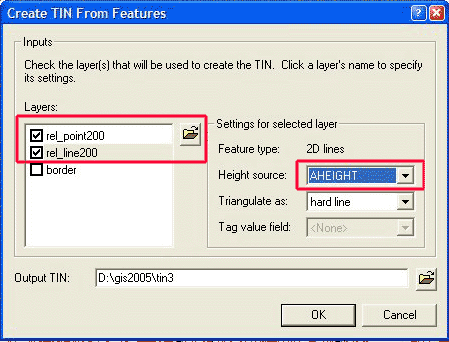 Create TIN From Features
Inputs
Check the layer(s) that will be used to create the TIN. Click a layer's name to specify
its settings.
Layers:
rel_point200
rel_line200
border
Settings for selected layer
Feature type: 2D lines
Height source: AHEIGHT
Triangulate as: hard line
Tag value field: <None>
Output TIN: D:\gis2005\tin3
OK Cancel